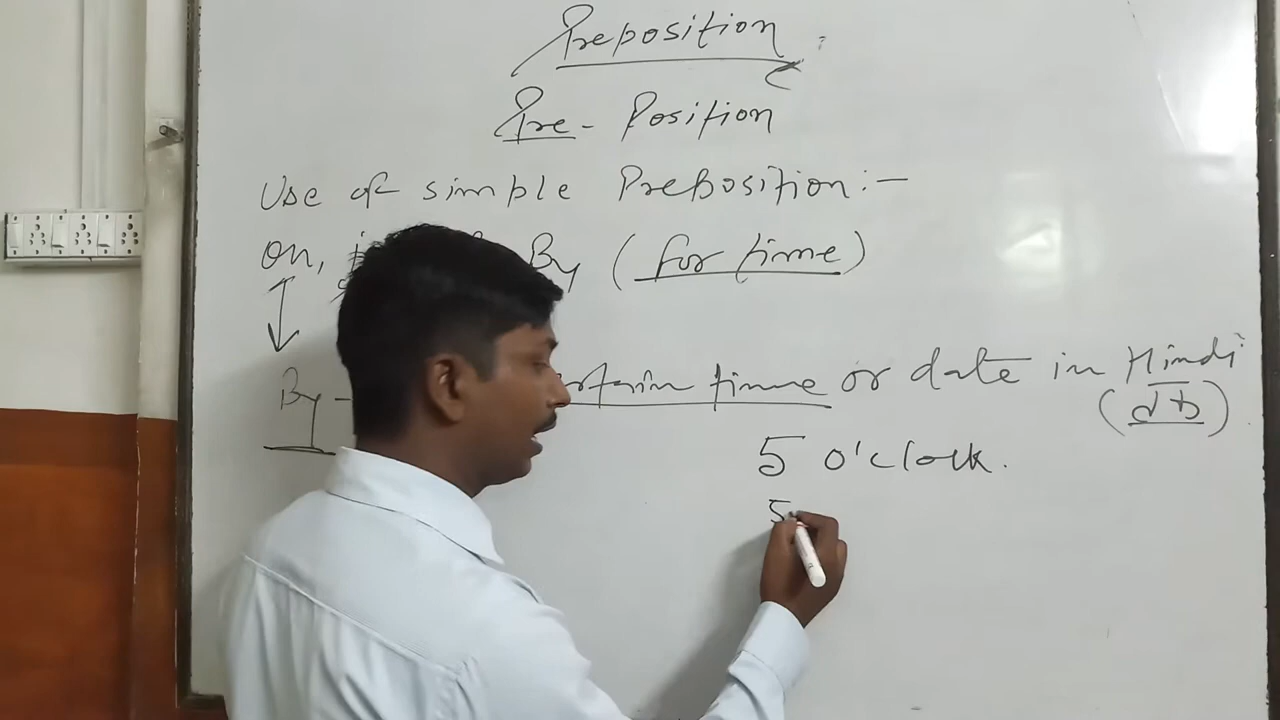 Preposition :
Pre - Position
Use of simple Preposition :-
on, By (for time)
By - time or date in Hindi
(तक)
5 o'clock.
5